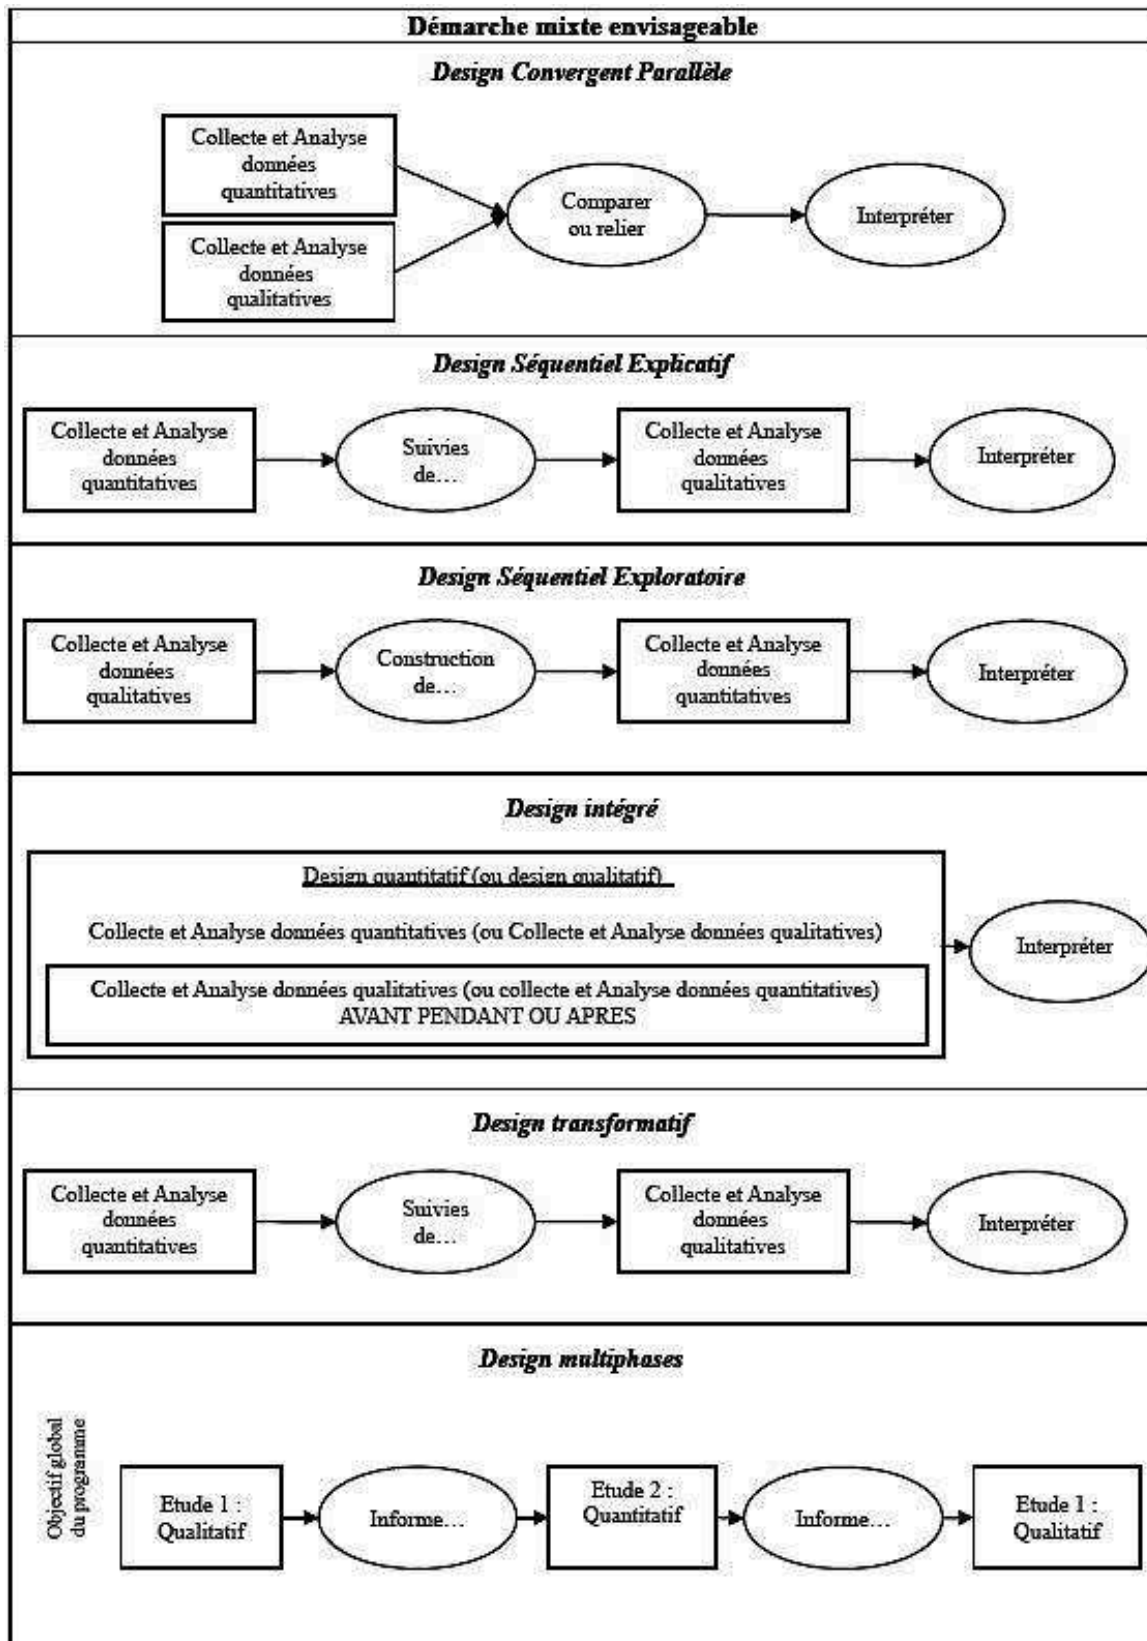 Démarche mixte envisageable
Design Convergent Parallèle
Collecte et Analyse
données
quantitatives
Collecte et Analyse
données
qualitatives
Comparer
ou relier
Interpréter
Design Séquentiel Explicatif
Collecte et Analyse
données
quantitatives
Suivies
de...
Collecte et Analyse
données
qualitatives
Interpréter
Design Séquentiel Exploratoire
Collecte et Analyse
données
qualitatives
Construction
de...
Collecte et Analyse
données
quantitatives
Interpréter
Design intégré
Design quantitatif (ou design qualitatif)
Collecte et Analyse données quantitatives (ou Collecte et Analyse données qualitatives)
Collecte et Analyse données qualitatives (ou collecte et Analyse données quantitatives)
AVANT PENDANT OU APRES
Interpréter
Design transformatif
Collecte et Analyse
données
quantitatives
Suivies
de...
Collecte et Analyse
données
qualitatives
Interpréter
Design multiphases
Objectif global
du programme
Etude 1 :
Qualitatif
Informe...
Etude 2 :
Quantitatif
Informe...
Etude 1 :
Qualitatif